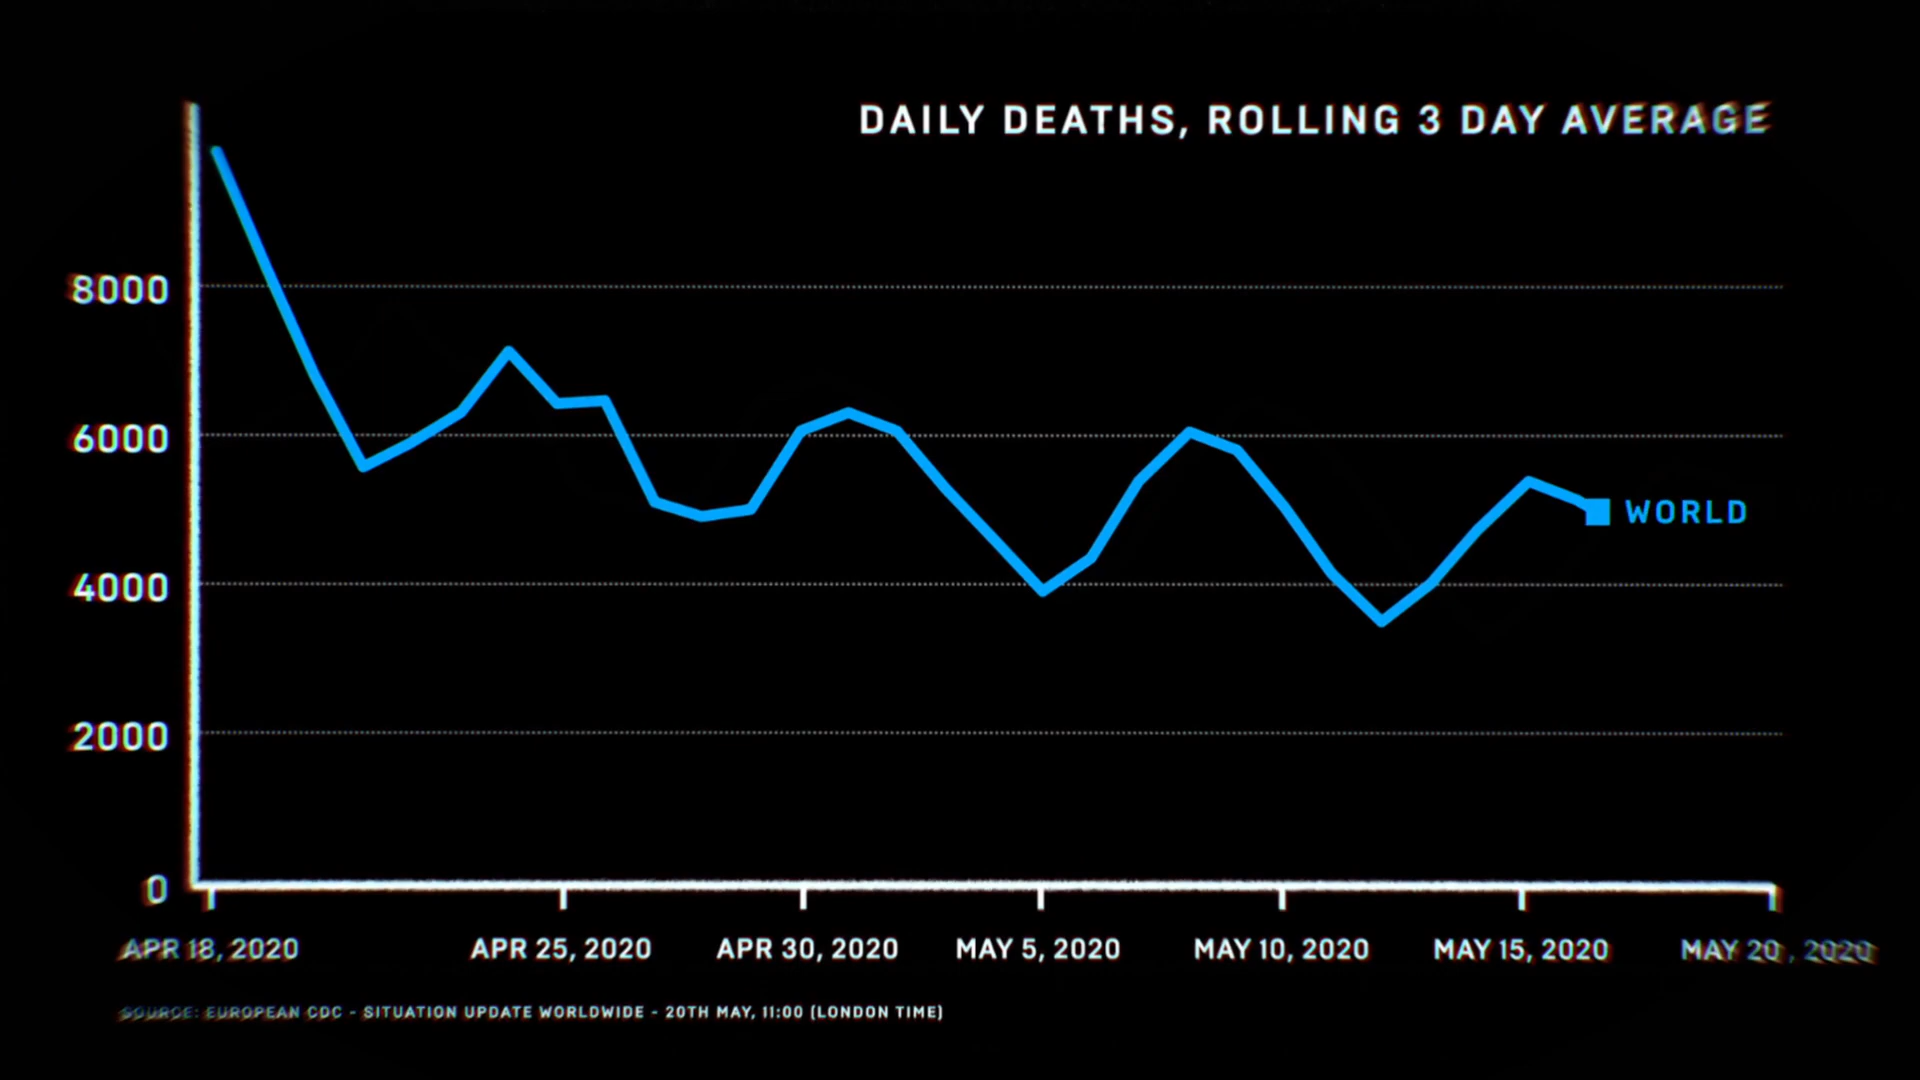 DAILY DEATHS, ROLLING 3 DAY AVERAGE
8000
6000
WORLD
4000
2000
0
APR 18, 2020 APR 25, 2020 APR 30, 2020 MAY 5, 2020 MAY 10, 2020 MAY 15, 2020 MAY 20, 2020
SOURCE: EUROPEAN CDC - SITUATION UPDATE WORLDWIDE - 20TH MAY, 11:00 (LONDON TIME)